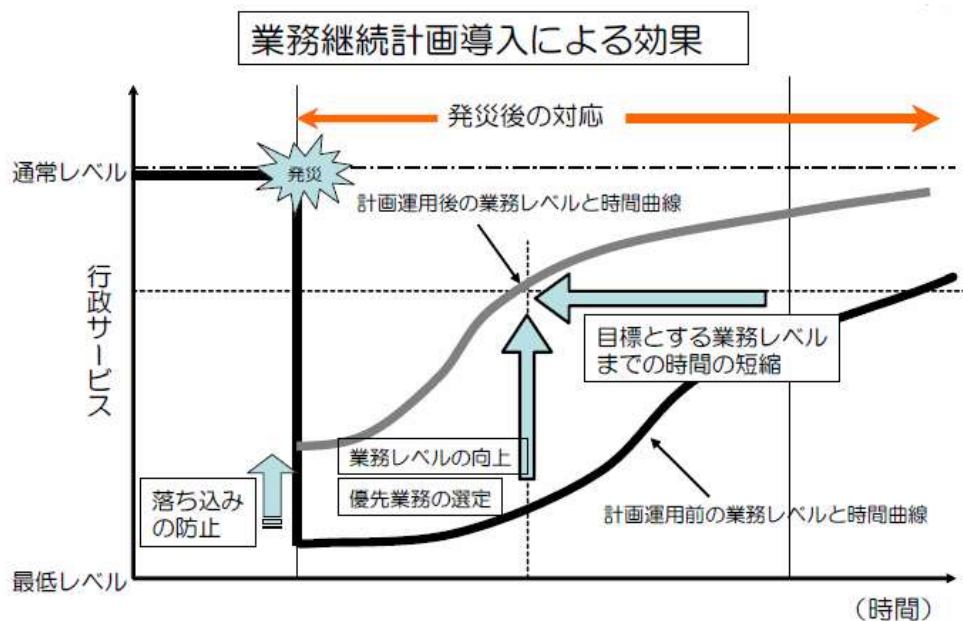 業務継続計画導入による効果
発災後の対応
通常レベル
発災
計画運用後の業務レベルと時間曲線
行政サービス
目標とする業務レベル
までの時間の短縮
業務レベルの向上
優先業務の選定
落ち込み
の防止
計画運用前の業務レベルと時間曲線
最低レベル
（時間）